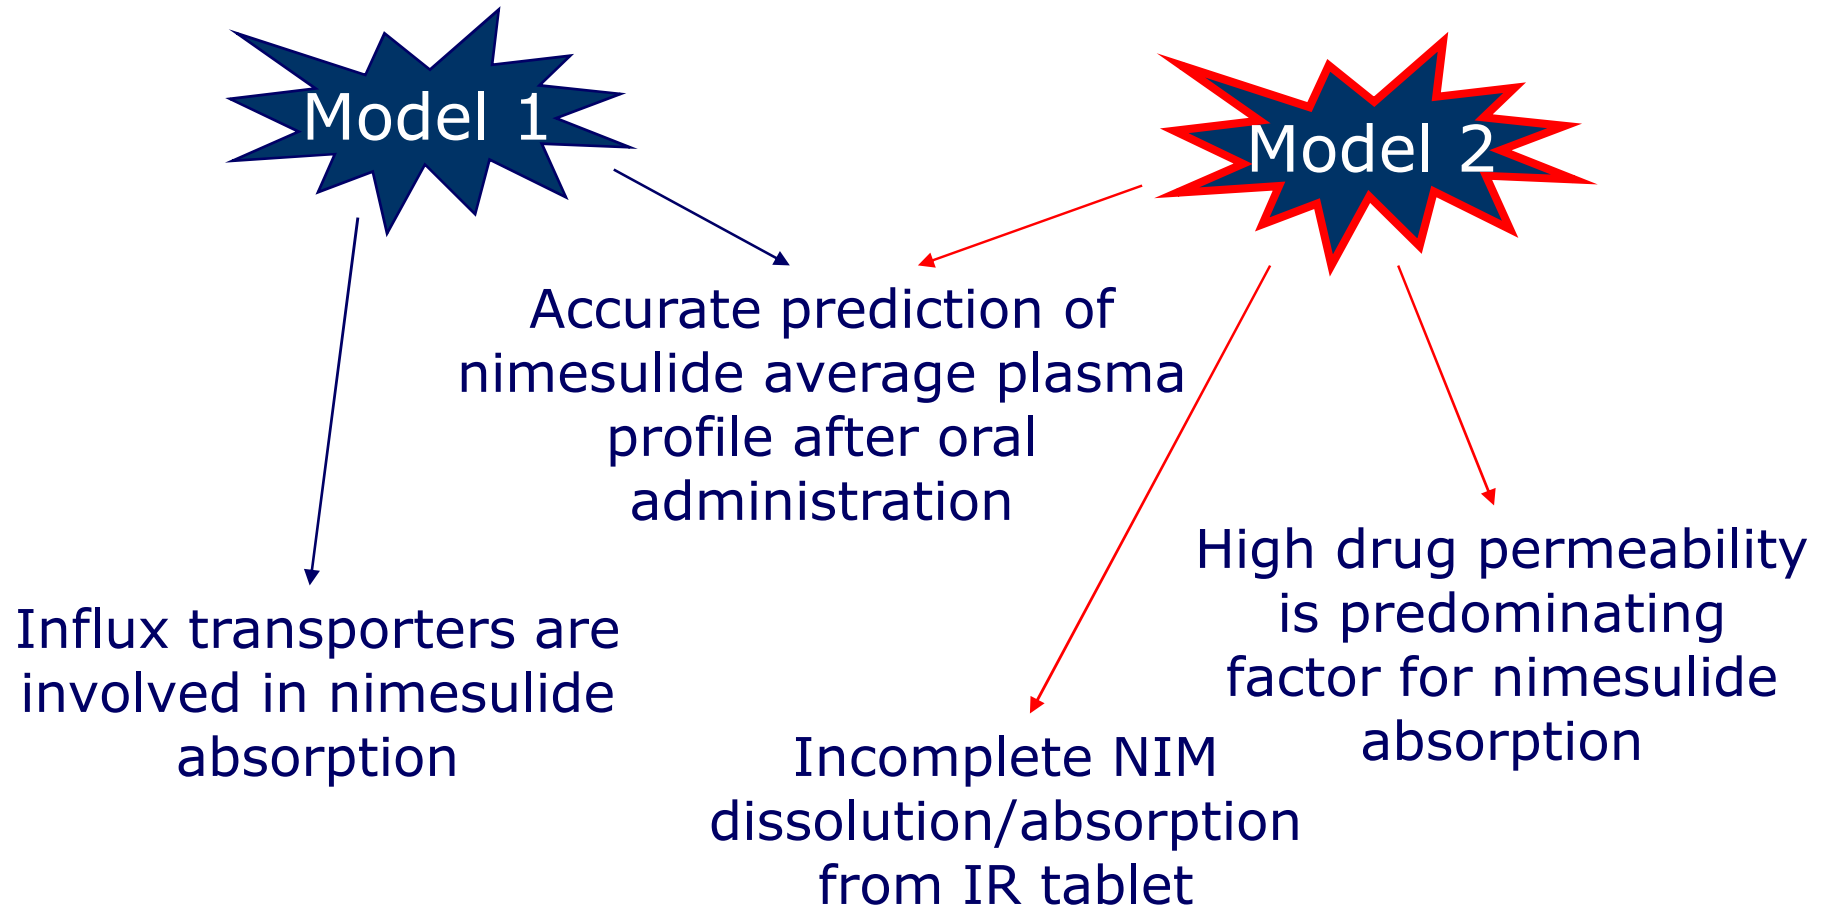 Model 1
Model 2
Accurate prediction of
nimesulide average plasma
profile after oral
administration
Influx transporters are
involved in nimesulide
absorption
Incomplete NIM
dissolution/absorption
from IR tablet
High drug permeability
is predominating
factor for nimesulide
absorption